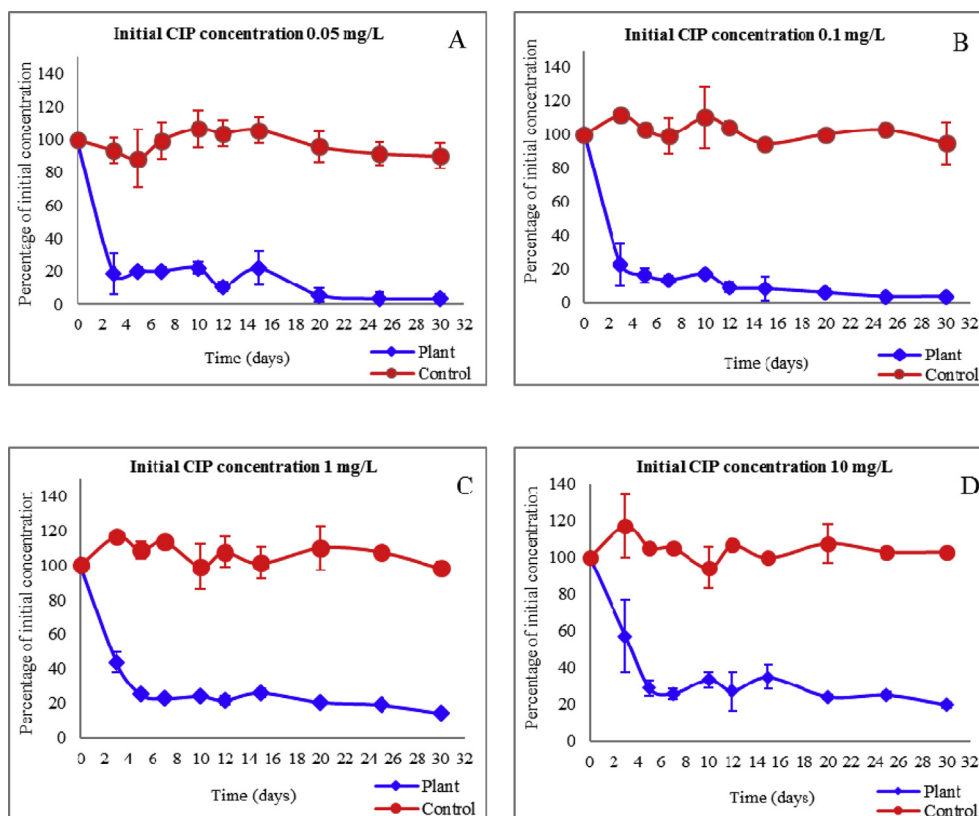 Initial CIP concentration 0.05 mg/L
A
Percentage of initial concentration
140
120
100
80
60
40
20
0
0 2 4 6 8 10 12 14 16 18 20 22 24 26 28 30 32
Time (days)
Plant
Control
Initial CIP concentration 0.1 mg/L
B
Percentage of initial concentration
140
120
100
80
60
40
20
0
0 2 4 6 8 10 12 14 16 18 20 22 24 26 28 30 32
Time (days)
Plant
Control
Initial CIP concentration 1 mg/L
C
Percentage of initial concentration
140
120
100
80
60
40
20
0
0 2 4 6 8 10 12 14 16 18 20 22 24 26 28 30 32
Time (days)
Plant
Control
Initial CIP concentration 10 mg/L
D
Percentage of initial concentration
140
120
100
80
60
40
20
0
0 2 4 6 8 10 12 14 16 18 20 22 24 26 28 30 32
Time (days)
Plant
Control